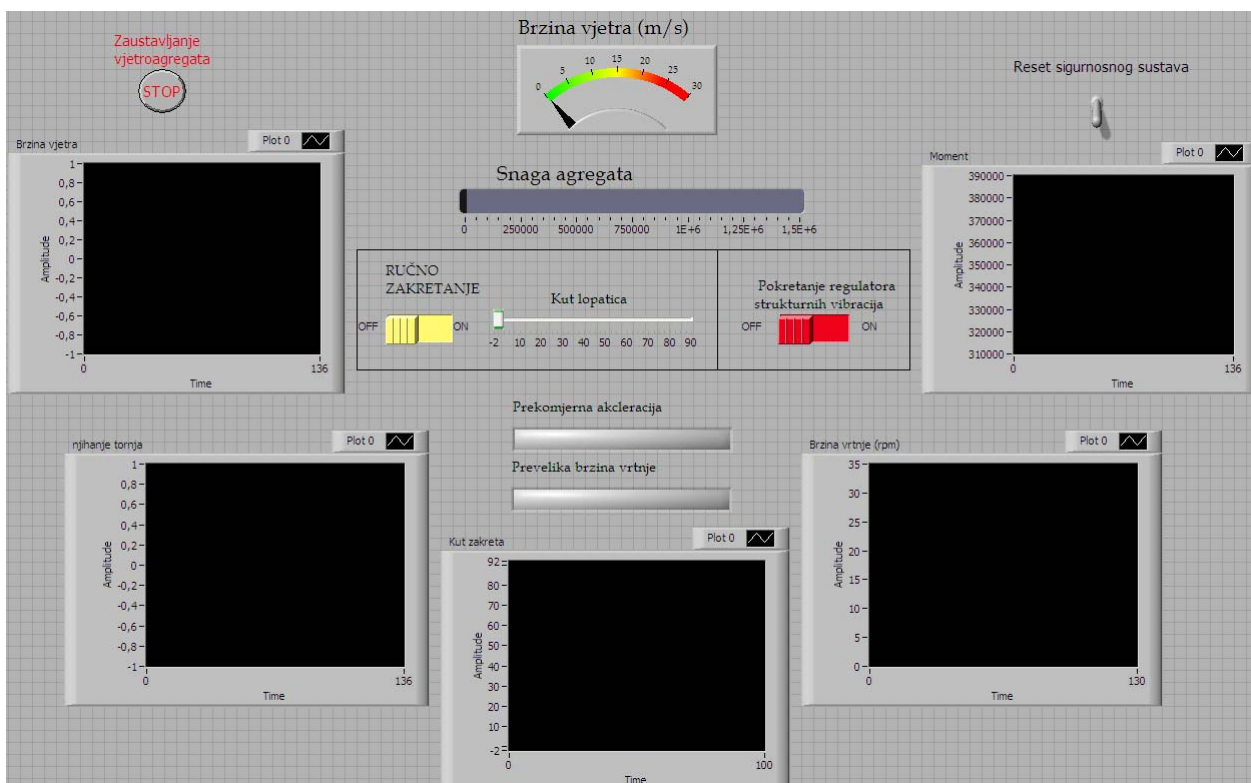 Zaustavljanje
vjetroagregata
STOP
Brzina vjetra (m/s)
0 5 10 15 20 25 30
Reset sigurnosnog sustava
Brzina vjetra
Plot 0
1
0,8
0,6
0,4
0,2
0
-0,2
-0,4
-0,6
-0,8
-1
Amplitude
0 136
Time
Snaga agregata
0 250000 500000 750000 1E+6 1,25E+6 1,5E+6
Moment
Plot 0
390000
380000
370000
360000
350000
340000
330000
320000
310000
Amplitude
0 136
Time
RUČNO
ZAKRETANJE
OFF ON
Kut lopatica
-2 10 20 30 40 50 60 70 80 90
Pokretanje regulatora
strukturnih vibracija
OFF ON
Prekomjerna akcleracija
Prevelika brzina vrtnje
njihanje tornja
Plot 0
1
0,8
0,6
0,4
0,2
0
-0,2
-0,4
-0,6
-0,8
-1
Amplitude
0 136
Time
Kut zakreta
Plot 0
92
80
70
60
50
40
30
20
10
-2
Amplitude
0 100
Time
Brzina vrtnje (rpm)
Plot 0
35
30
25
20
15
10
5
0
Amplitude
0 130
Time